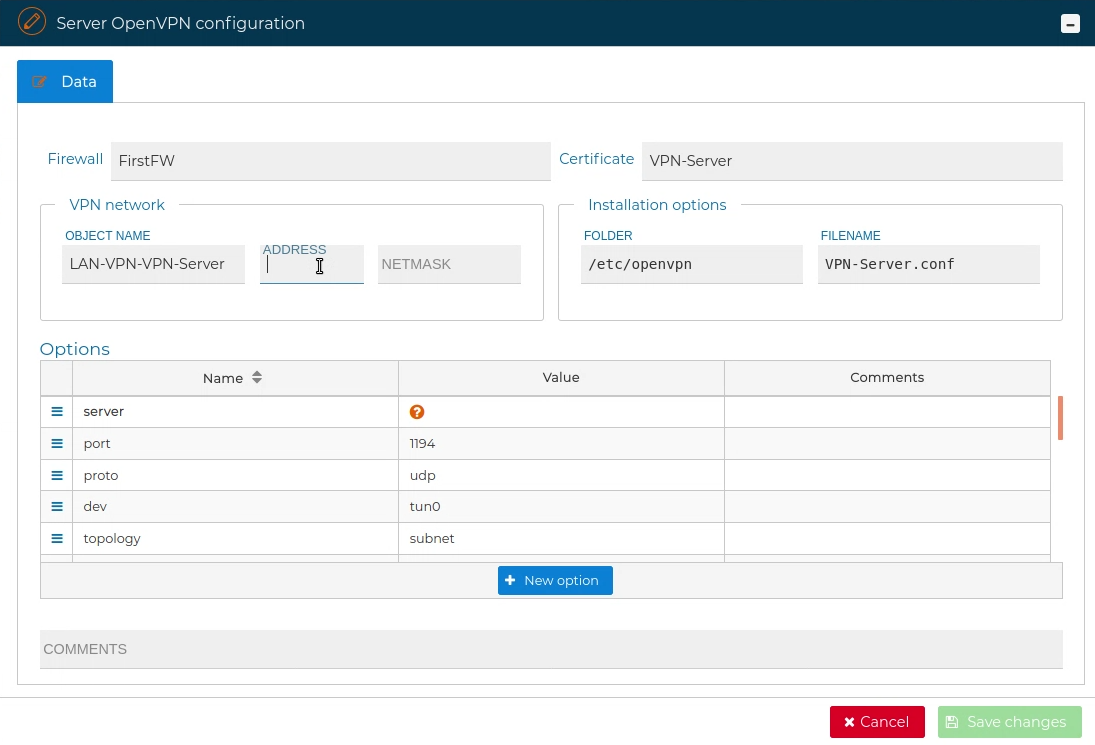 Server OpenVPN configuration
Data
Firewall FirstFW Certificate VPN-Server
VPN network
OBJECT NAME ADDRESS
LAN-VPN-VPN-Server NETMASK
Installation options
FOLDER FILENAME
/etc/openvpn VPN-Server.conf
Options
Name Value Comments
server ?
port 1194
proto udp
dev tun0
topology subnet
+ New option
COMMENTS
Cancel Save changes